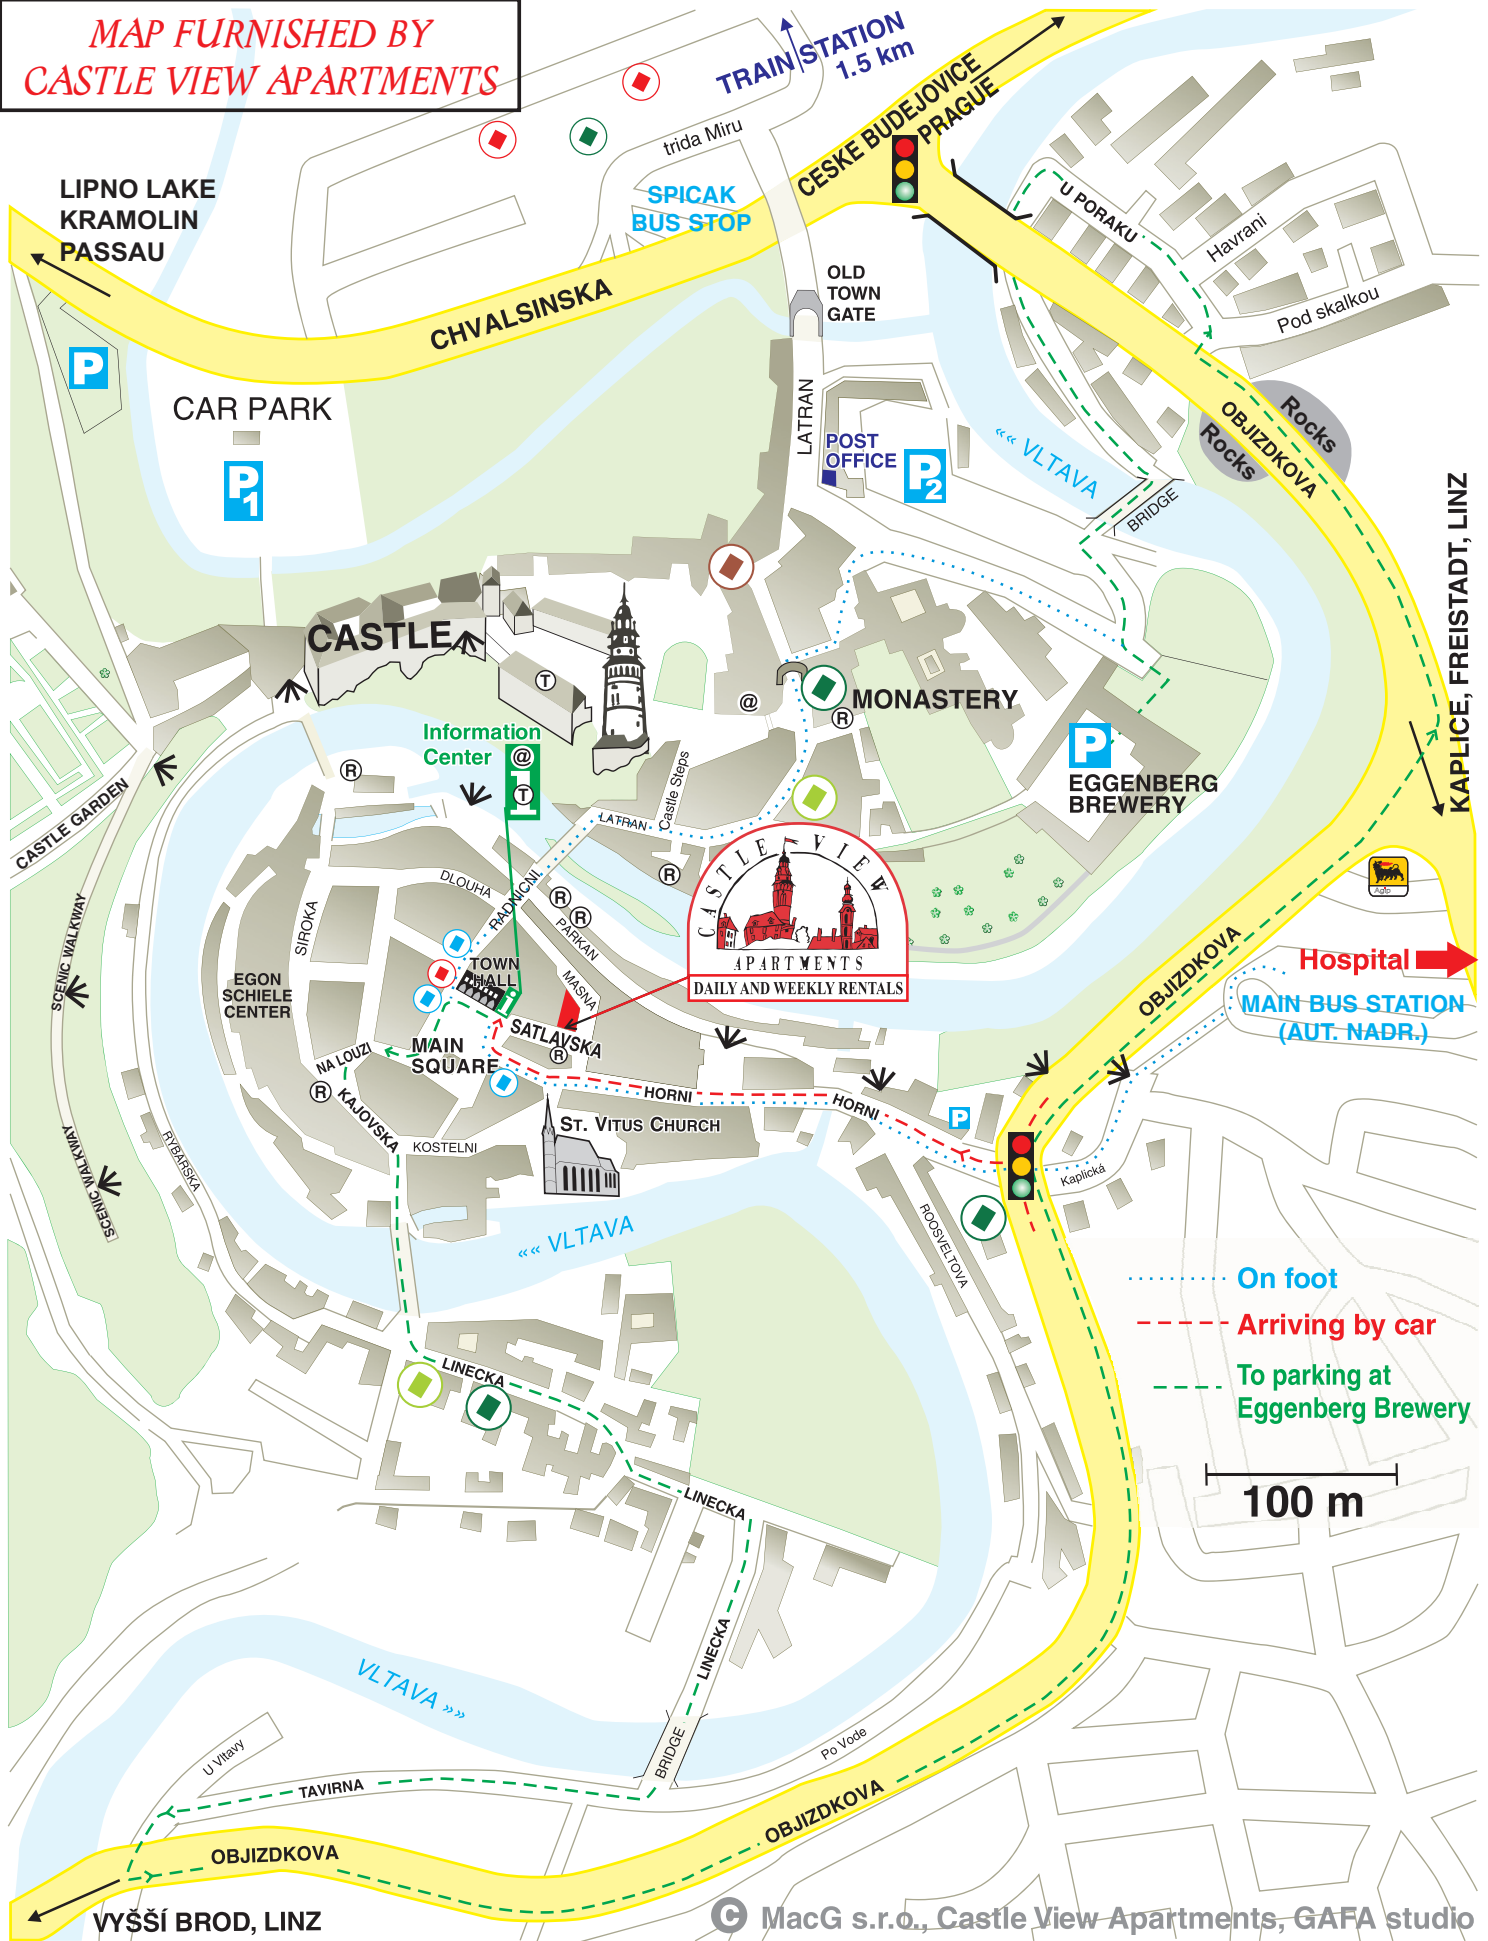 MAP FURNISHED BY
CASTLE VIEW APARTMENTS
TRAIN STATION
1.5 km
CESKE BUDEJOVICE
PRAGUE
trida Miru
LIPNO LAKE
KRAMOLIN
PASSAU
SPICAK
BUS STOP
U PORAKU
Havrani
Pod skalkou
OLD
TOWN
GATE
CHVALSINSKA
P
CAR PARK
P1
LATRAN
POST
OFFICE
P2
«« VLTAVA
BRIDGE
Rocks
Rocks
OBJIZDKOVA
KAPLICE, FREISTADT, LINZ
CASTLE
T
@
R
MONASTERY
P
EGGENBERG
BREWERY
Information
Center
@
i
T
R
Castle Steps
LATRAN
R
CASTLE GARDEN
SCENIC WALKWAY
SCENIC WALKWAY
DLOUHA
RADNICNI
R
R
PARKAN
MASNA
SIROKA
EGON
SCHIELE
CENTER
TOWN
HALL
i
SATLAVSKA
R
MAIN
SQUARE
NA LOUZI
R
KAJOVSKA
KOSTELNI
HORNI
HORNI
ST. VITUS CHURCH
CASTLE VIEW
APARTMENTS
DAILY AND WEEKLY RENTALS
Agip
OBJIZDKOVA
Hospital
MAIN BUS STATION
(AUT. NADR.)
P
Kaplická
RYBARSKA
ROOSVELTOVA
«« VLTAVA
On foot
Arriving by car
To parking at
Eggenberg Brewery
100 m
LINECKA
LINECKA
LINECKA
VLTAVA »»
BRIDGE
U Vltavy
TAVIRNA
Po Vode
OBJIZDKOVA
OBJIZDKOVA
VYŠŠÍ BROD, LINZ
© MacG s.r.o., Castle View Apartments, GAFA studio